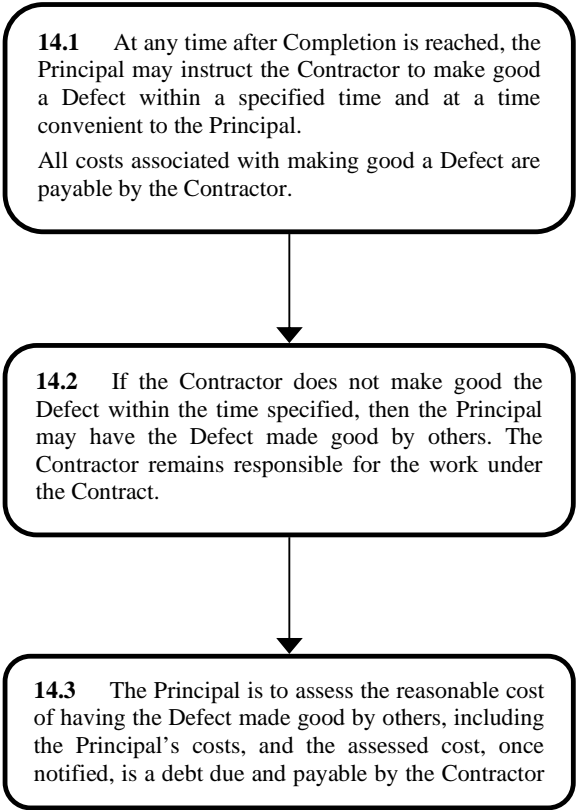 14.1 At any time after Completion is reached, the
Principal may instruct the Contractor to make good
a Defect within a specified time and at a time
convenient to the Principal.
All costs associated with making good a Defect are
payable by the Contractor.
14.2 If the Contractor does not make good the
Defect within the time specified, then the Principal
may have the Defect made good by others. The
Contractor remains responsible for the work under
the Contract.
14.3 The Principal is to assess the reasonable cost
of having the Defect made good by others, including
the Principal’s costs, and the assessed cost, once
notified, is a debt due and payable by the Contractor